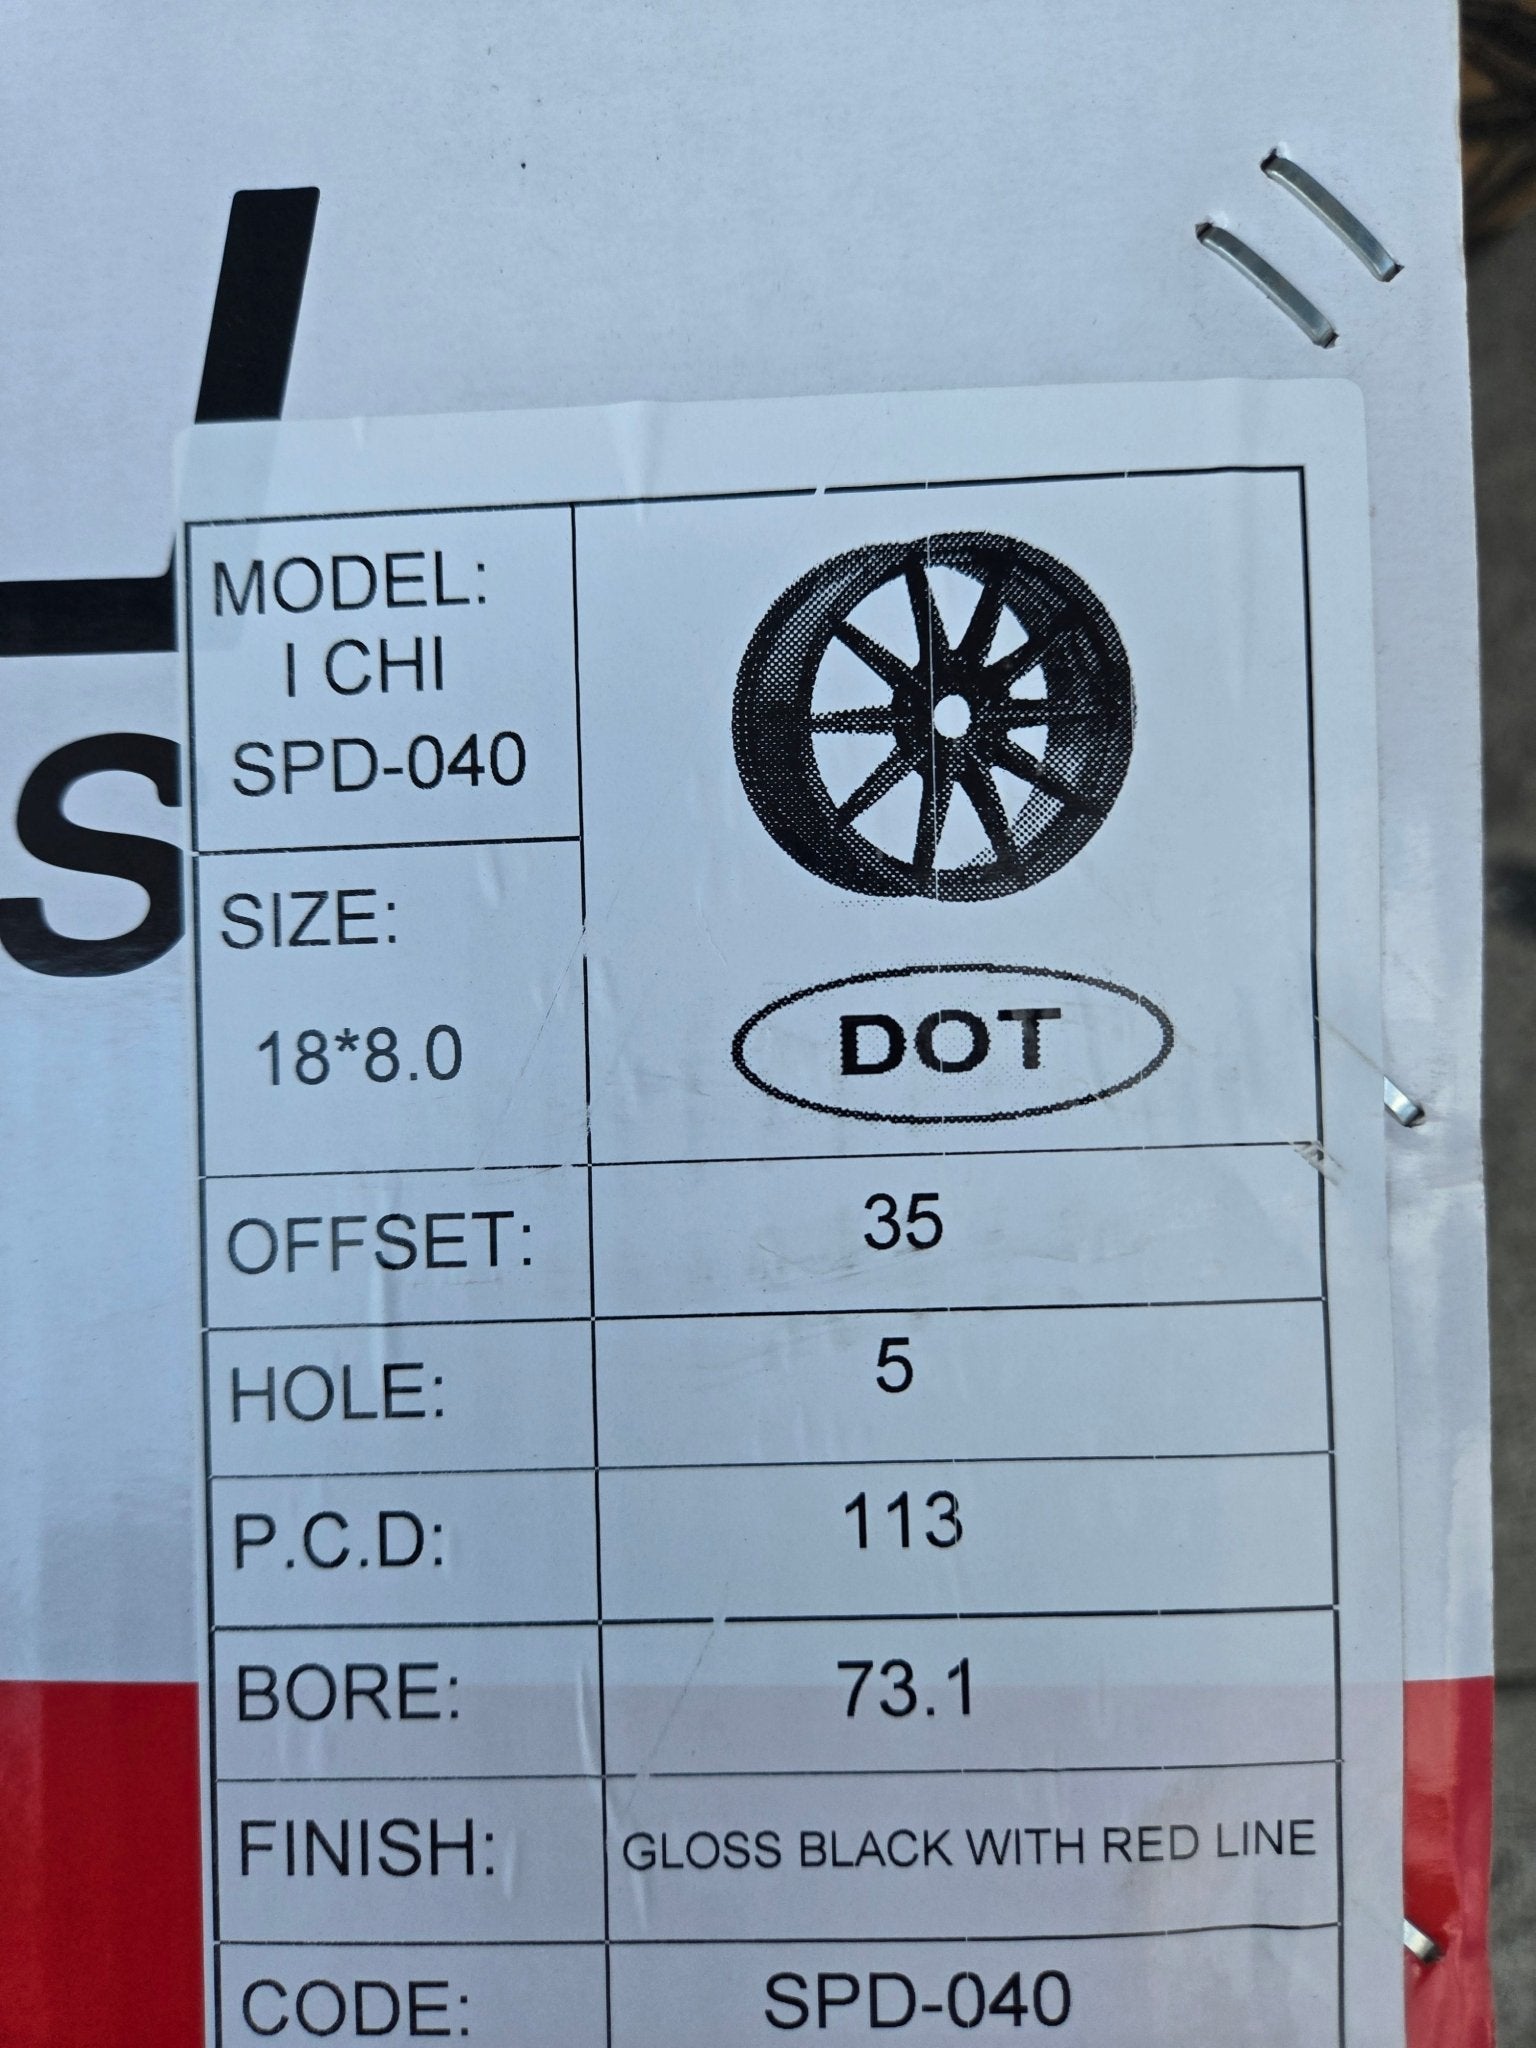 S
MODEL:
I CHI
SPD-040
SIZE:
18*8.0
DOT
OFFSET: 35
HOLE: 5
P.C.D: 113
BORE: 73.1
FINISH: GLOSS BLACK WITH RED LINE
CODE: SPD-040